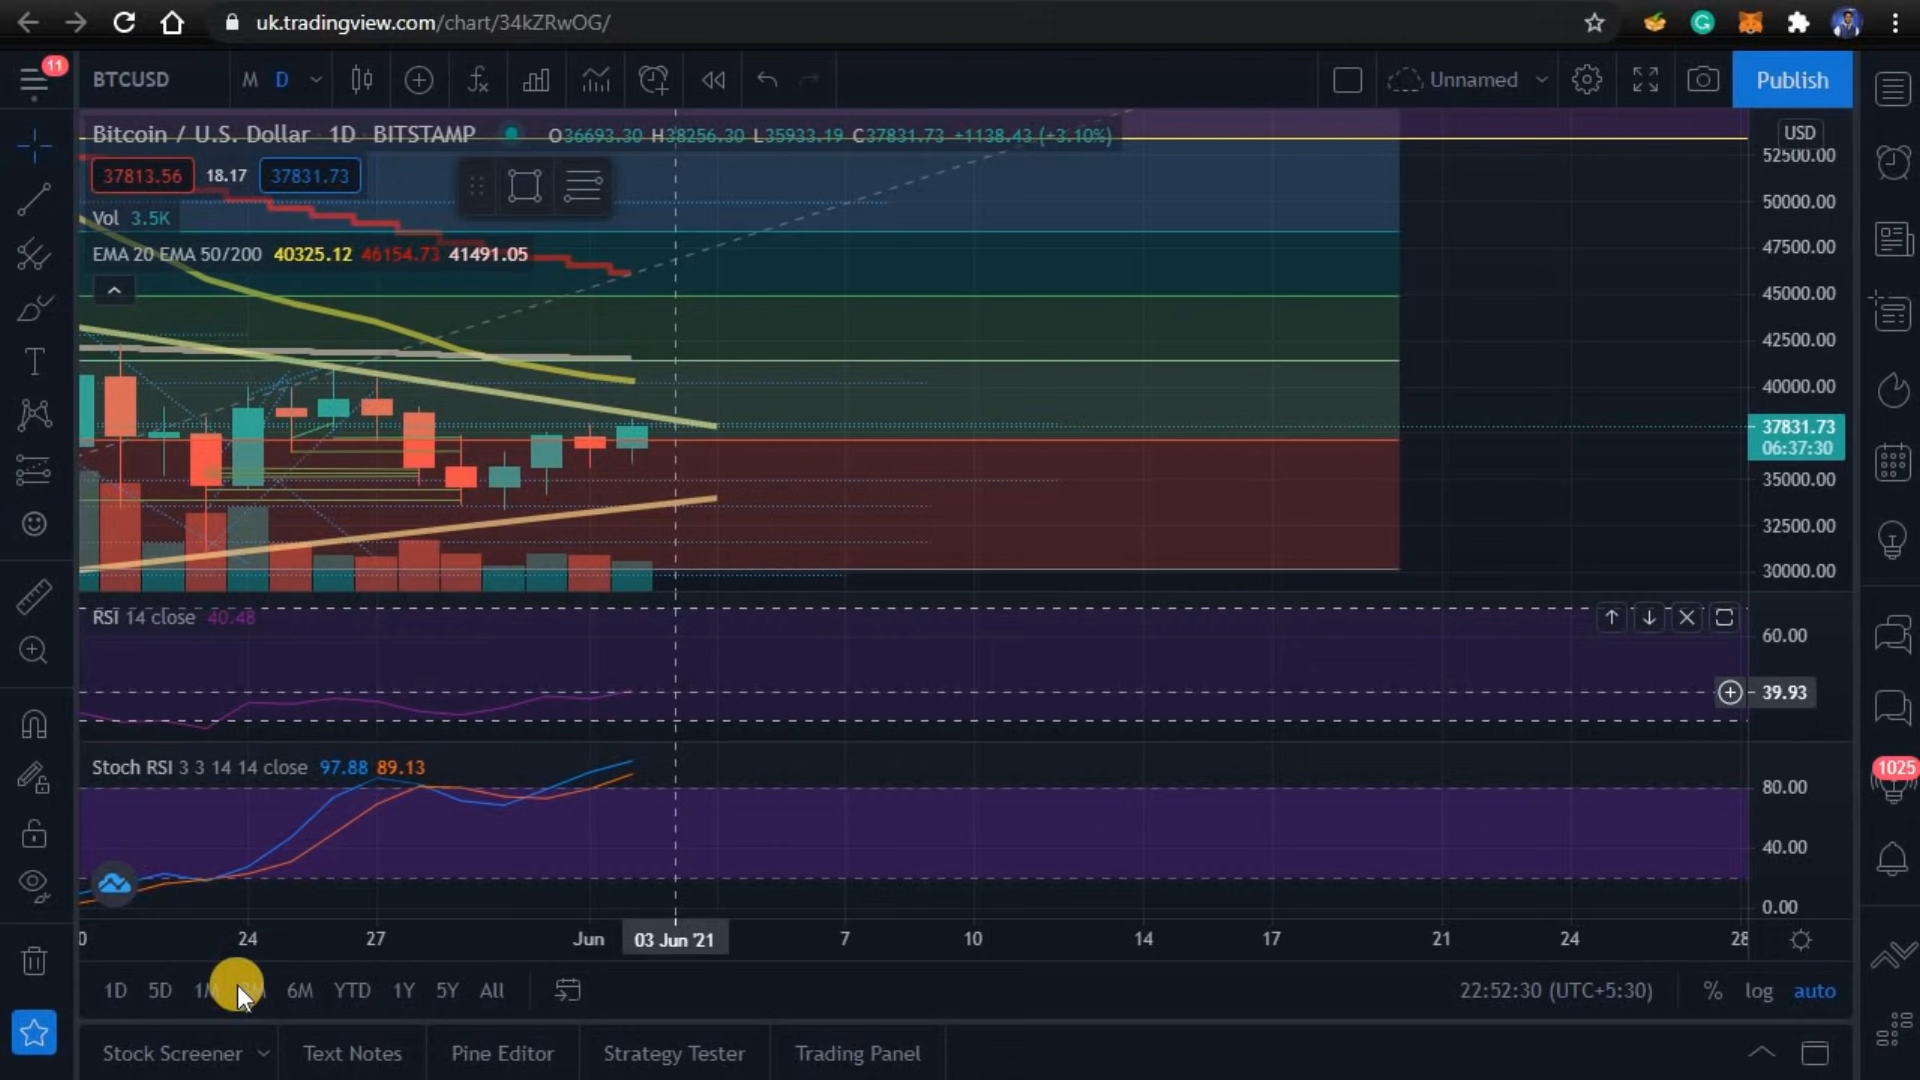 uk.tradingview.com/chart/34kZRwOG/
11
BTCUSD M D
Unnamed
Publish
Bitcoin / U.S. Dollar 1D BITSTAMP O36693.30 H38256.30 L35933.19 C37831.73 +1138.43 (+3.10%)
USD
52500.00
37813.56 18.17 37831.73
50000.00
Vol 3.5K
47500.00
EMA 20 EMA 50/200 40325.12 46154.73 41491.05
45000.00
42500.00
40000.00
37831.73
06:37:30
35000.00
32500.00
30000.00
RSI 14 close 40.48
60.00
39.93
Stoch RSI 3 3 14 14 close 97.88 89.13
1025
80.00
40.00
0.00
24 27 Jun 03 Jun '21 7 10 14 17 21 24 28
1D 5D 6M YTD 1Y 5Y All
22:52:30 (UTC+5:30) % log auto
Stock Screener Text Notes Pine Editor Strategy Tester Trading Panel